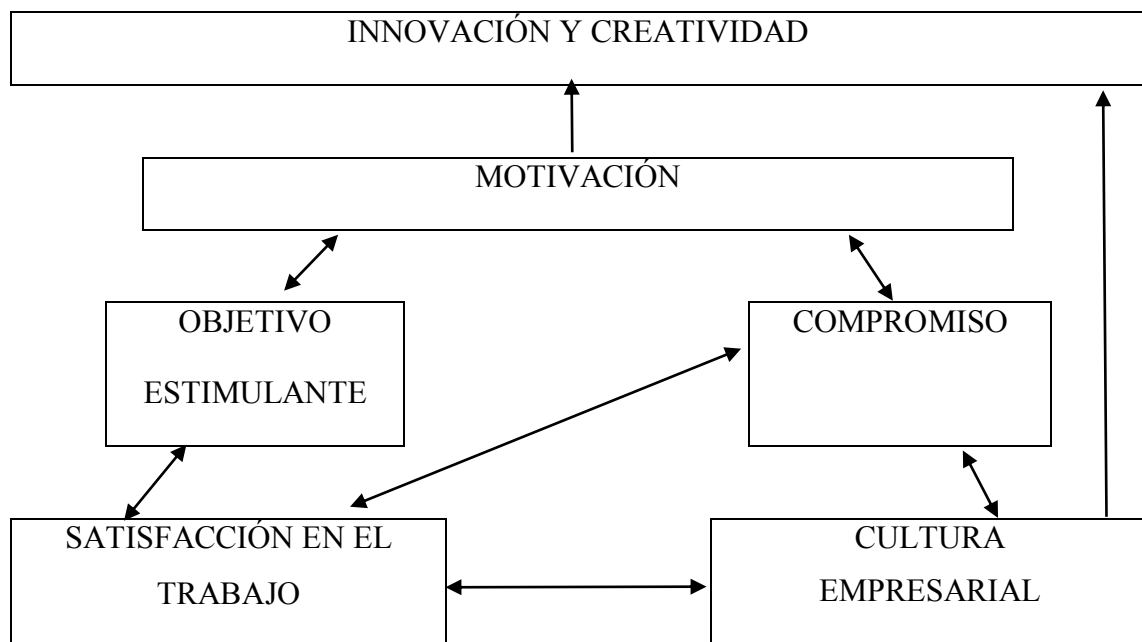 INNOVACIÓN Y CREATIVIDAD
MOTIVACIÓN
OBJETIVO
ESTIMULANTE
COMPROMISO
SATISFACCIÓN EN EL
TRABAJO
CULTURA
EMPRESARIAL